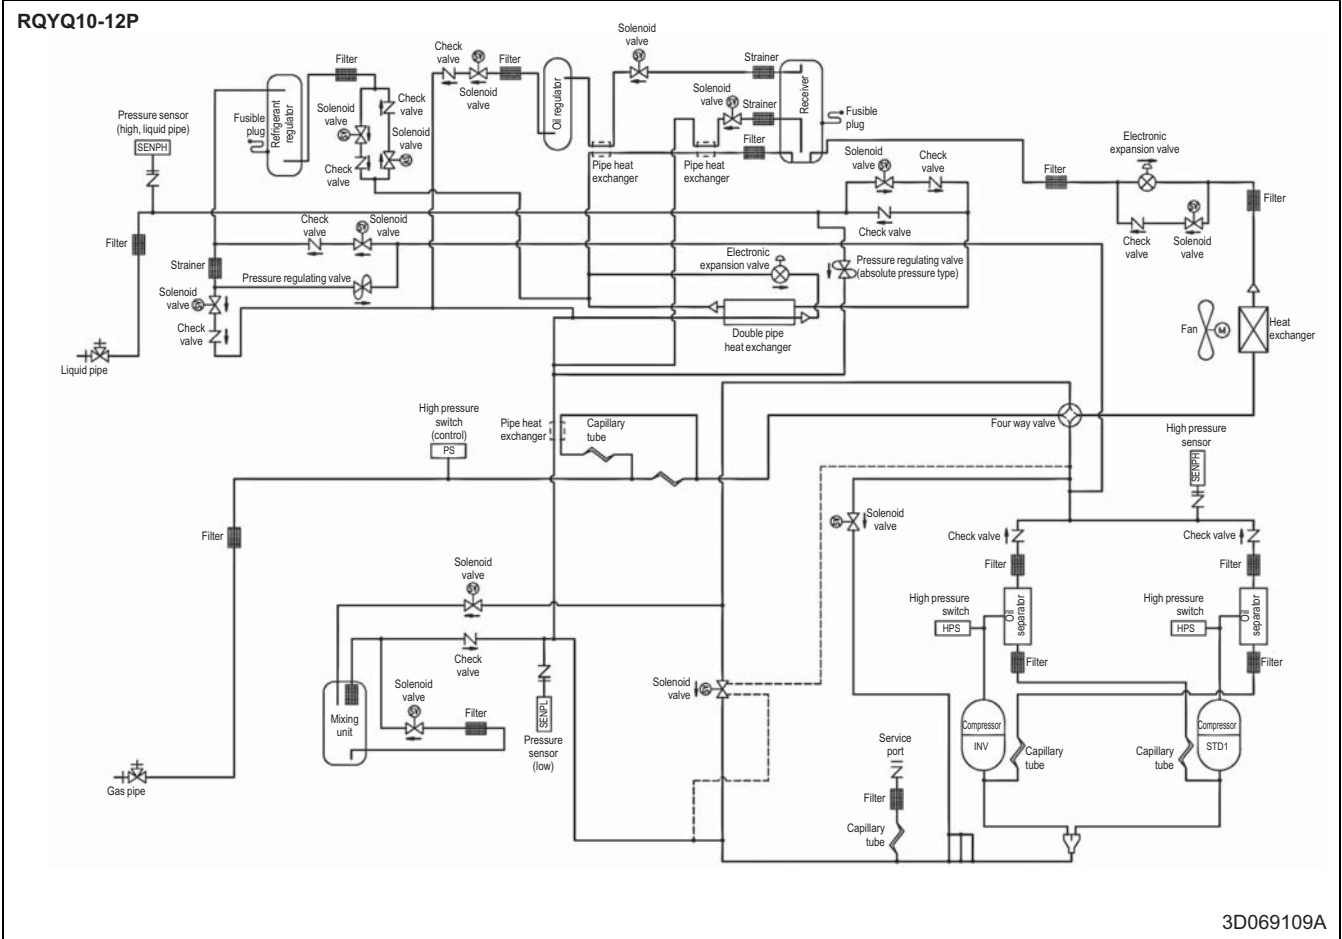 RQYQ10-12P
Solenoid
valve
Check
valve
Filter
Filter
Strainer
Solenoid
valve
Refrigerant
regulator
Oil regulator
Receiver
Solenoid
valve
Strainer
Pressure sensor
(high, liquid pipe)
SENPH
Fusible
plug
Solenoid
valve
Check
valve
Solenoid
valve
Check
valve
Fusible
plug
Filter
Pipe heat
exchanger
Pipe heat
exchanger
Solenoid
valve
Check
valve
Electronic
expansion valve
Filter
Filter
Filter
Check
valve
Solenoid
valve
Check valve
Check
valve
Solenoid
valve
Strainer
Pressure regulating valve
Electronic
expansion valve
Pressure regulating valve
(absolute pressure type)
Solenoid
valve
Check
valve
Double pipe
heat exchanger
Fan
M
Heat
exchanger
Liquid pipe
High pressure
switch
(control)
PS
Pipe heat
exchanger
Capillary
tube
Four way valve
High pressure
sensor
SENPH
Filter
Solenoid
valve
Check valve
Check valve
Filter
Filter
Solenoid
valve
High pressure
switch
HPS
Oil
separator
High pressure
switch
HPS
Oil
separator
Check
valve
Filter
Filter
Solenoid
valve
Filter
Mixing
unit
SENPL
Pressure
sensor
(low)
Solenoid
valve
Service
port
Filter
Capillary
tube
Compressor
INV
Capillary
tube
Capillary
tube
Compressor
STD1
Gas pipe
3D069109A